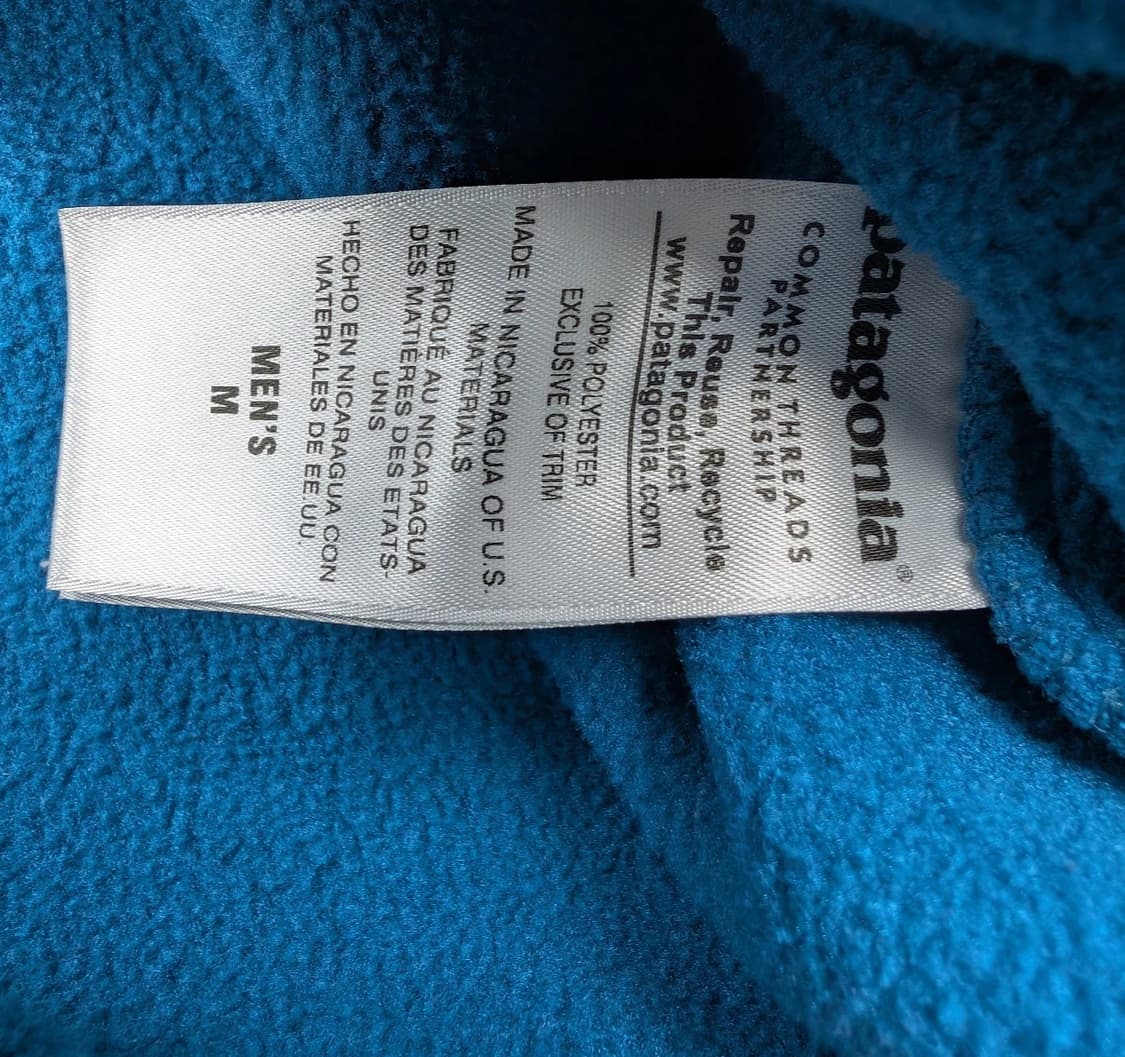 patagonia®
COMMON THREADS
PARTNERSHIP
Repair, Reuse, Recycle
This Product
www.patagonia.com
100% POLYESTER
EXCLUSIVE OF TRIM
MADE IN NICARAGUA OF U.S.
MATERIALS
FABRIQUÉ AU NICARAGUA
DES MATIÈRES DES ETATS-
UNIS
HECHO EN NICARAGUA CON
MATERIALES DE EE UU.
MEN'S
M